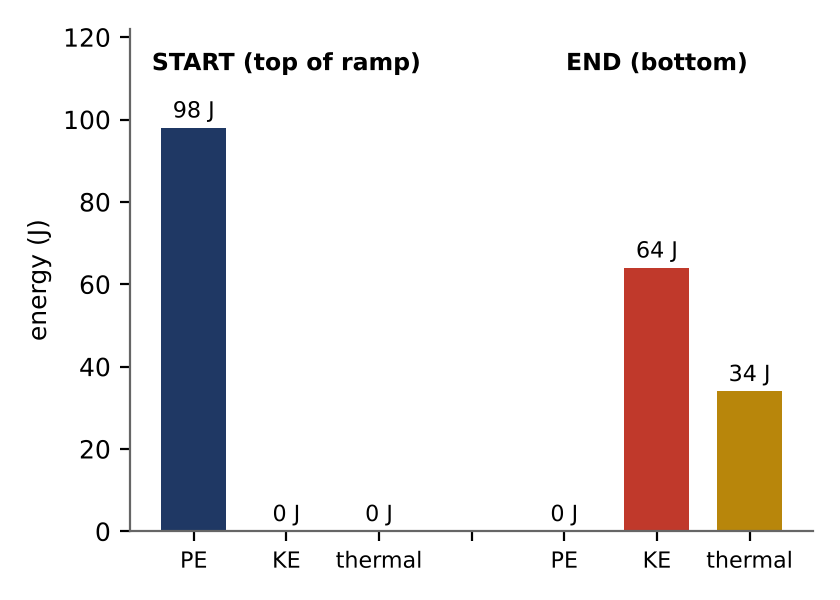 120
START (top of ramp)
END (bottom)
98 J
100
80
64 J
60
energy (J)
40
34 J
20
0 J
0 J
0 J
0
PE
KE
thermal
PE
KE
thermal